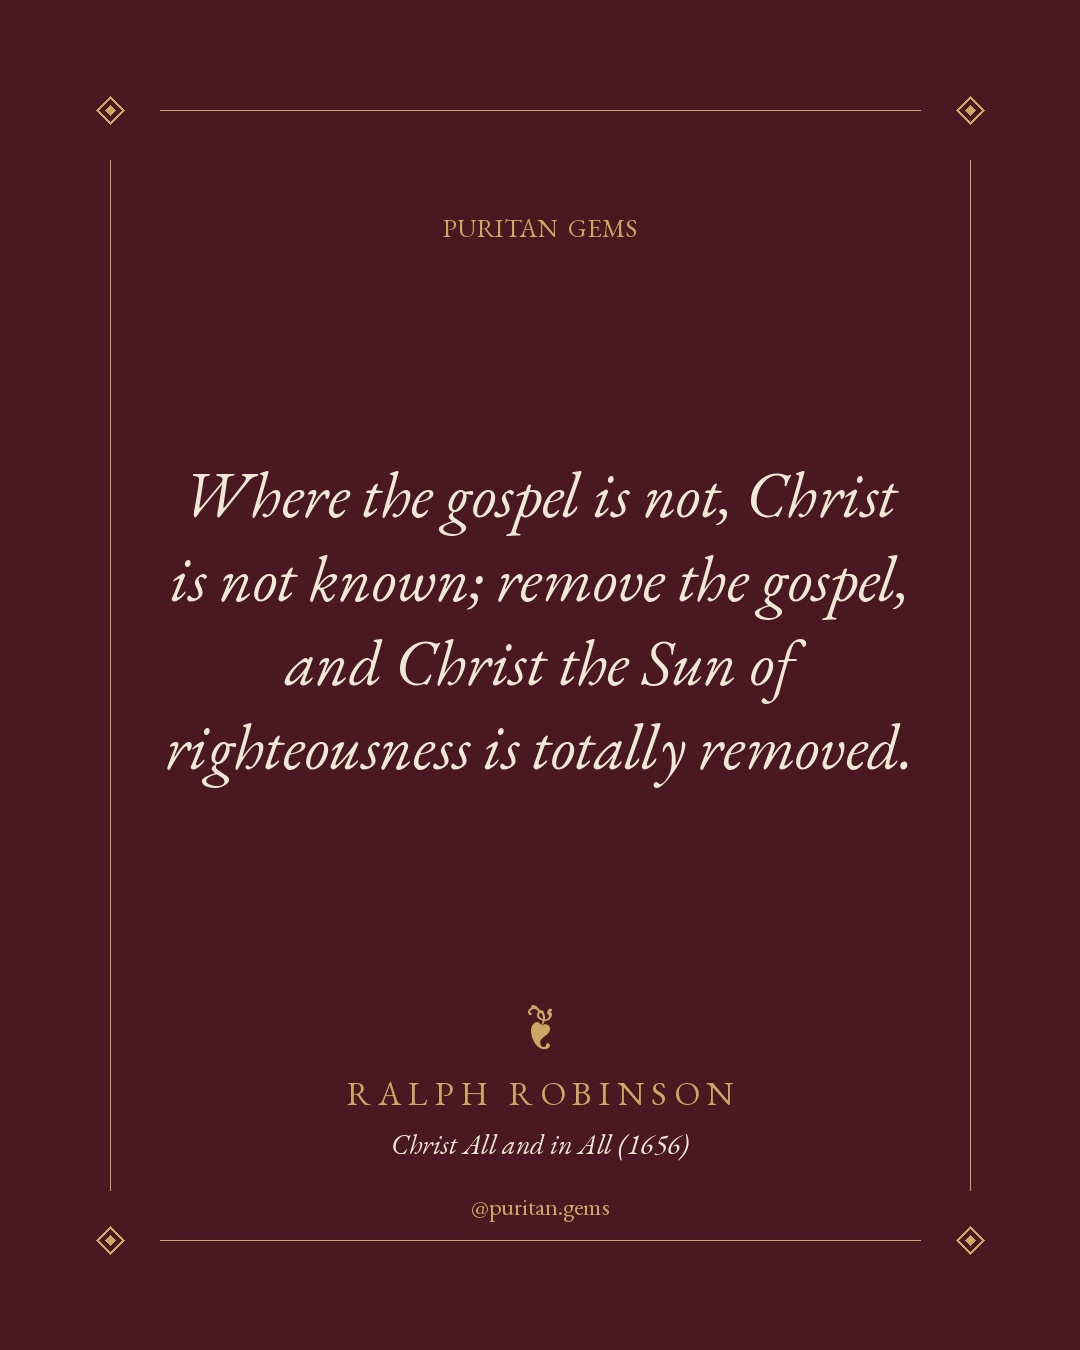 PURITAN GEMS
Where the gospel is not, Christ
is not known; remove the gospel,
and Christ the Sun of
righteousness is totally removed.
RALPH ROBINSON
Christ All and in All (1656)
@puritan.gems